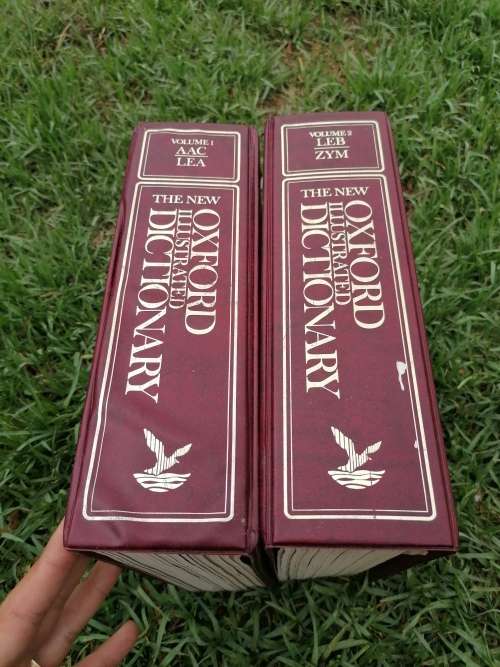 VOLUME 1
AAC
LEA
THE NEW
OXFORD
ILLUSTRATED
DICTIONARY
VOLUME 2
LEB
ZYM
THE NEW
OXFORD
ILLUSTRATED
DICTIONARY